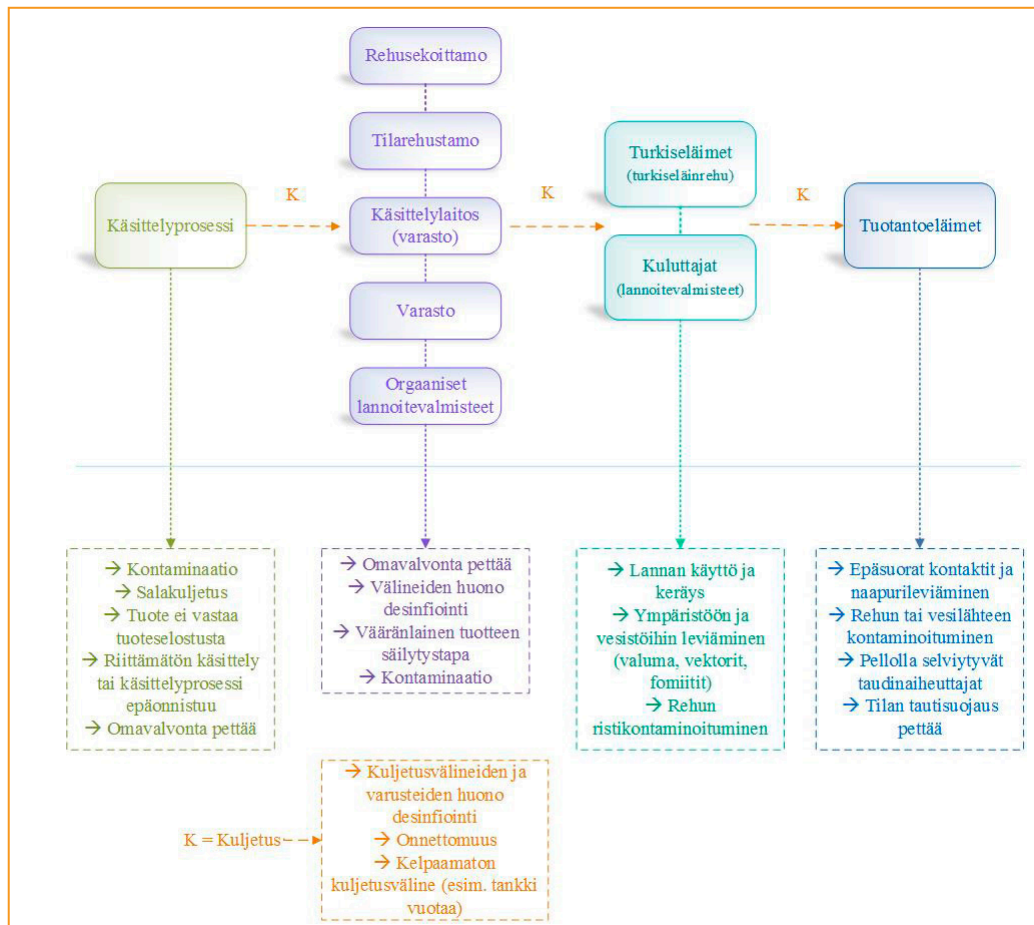 Rehusekoittamo
Tilarehustamo
Käsittelyprosessi
K
Käsittelylaitos
(varasto)
K
Turkiseläimet
(turkiseläinrehu)
Kuluttajat
(lannoitevalmisteet)
K
Tuotantoeläimet
Varasto
Orgaaniset
lannoitevalmisteet
→ Kontaminaatio
→ Salakuljetus
→ Tuote ei vastaa
tuoteselostusta
→ Riittämätön käsittely
tai käsittelyprosessi
epäonnistuu
→ Omavalvonta pettää
→ Omavalvonta pettää
→ Välineiden huono
desinfiointi
→ Vääränlainen tuotteen
säilytystapa
→ Kontaminaatio
→ Lannan käyttö ja
keräys
→ Ympäristöön ja
vesistöihin leviäminen
(valuma, vektorit,
fomiitit)
→ Rehun
ristikontaminoituminen
→ Epäsuorat kontaktit ja
naapurileviäminen
→ Rehun tai vesilähteen
kontaminoituminen
→ Pellolla selviytyvät
taudinaiheuttajat
→ Tilan tautisuojaus
pettää
K = Kuljetus
→ Kuljetusvälineiden ja
varusteiden huono
desinfiointi
→ Onnettomuus
→ Kelpaamaton
kuljetusväline (esim. tankki
vuotaa)